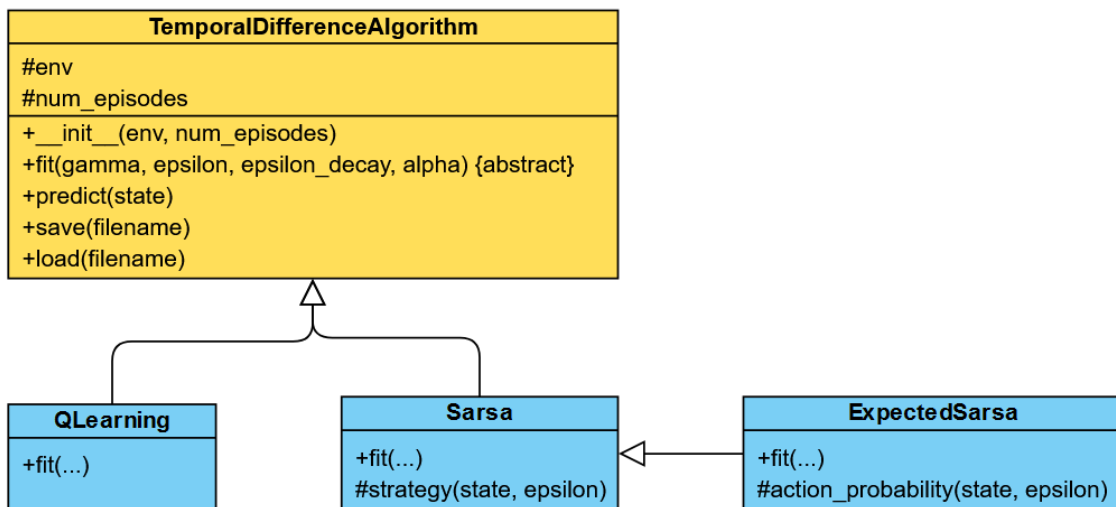 TemporalDifferenceAlgorithm
#env
#num_episodes
+__init__(env, num_episodes)
+fit(gamma, epsilon, epsilon_decay, alpha) {abstract}
+predict(state)
+save(filename)
+load(filename)
QLearning
+fit(...)
Sarsa
+fit(...)
#strategy(state, epsilon)
ExpectedSarsa
+fit(...)
#action_probability(state, epsilon)